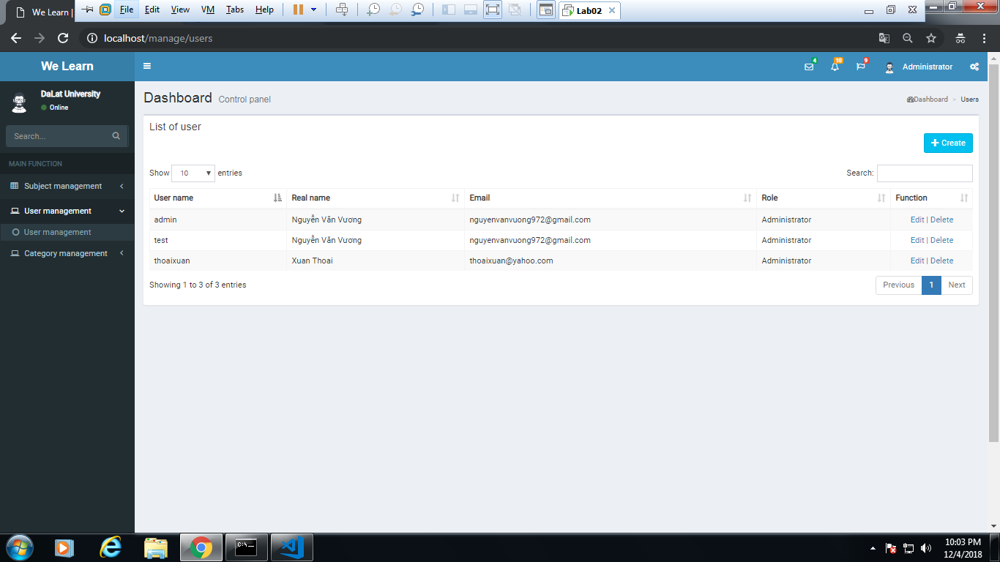 We Learn |
File Edit View VM Tabs Help
Lab02
localhost/manage/users
We Learn
4 10 9 Administrator
DaLat University
Online
Dashboard Control panel
Dashboard > Users
Search...
List of user
Create
MAIN FUNCTION
Subject management
User management
User management
Category management
Show 10 entries
Search:
User name Real name Email Role Function
admin Nguyễn Văn Vương nguyenvanvuong972@gmail.com Administrator Edit | Delete
test Nguyễn Văn Vương nguyenvanvuong972@gmail.com Administrator Edit | Delete
thoaixuan Xuan Thoai thoaixuan@yahoo.com Administrator Edit | Delete
Showing 1 to 3 of 3 entries
Previous 1 Next
C:\
10:03 PM
12/4/2018